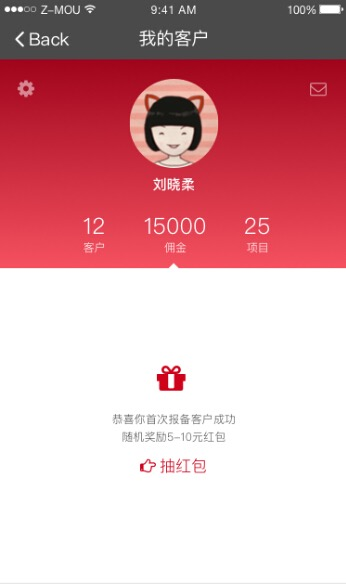 Z-MOU 9:41 AM 100%
Back 我的客户
刘晓柔
12 15000 25
客户 佣金 项目
恭喜你首次报备客户成功
随机奖励5-10元红包
抽红包